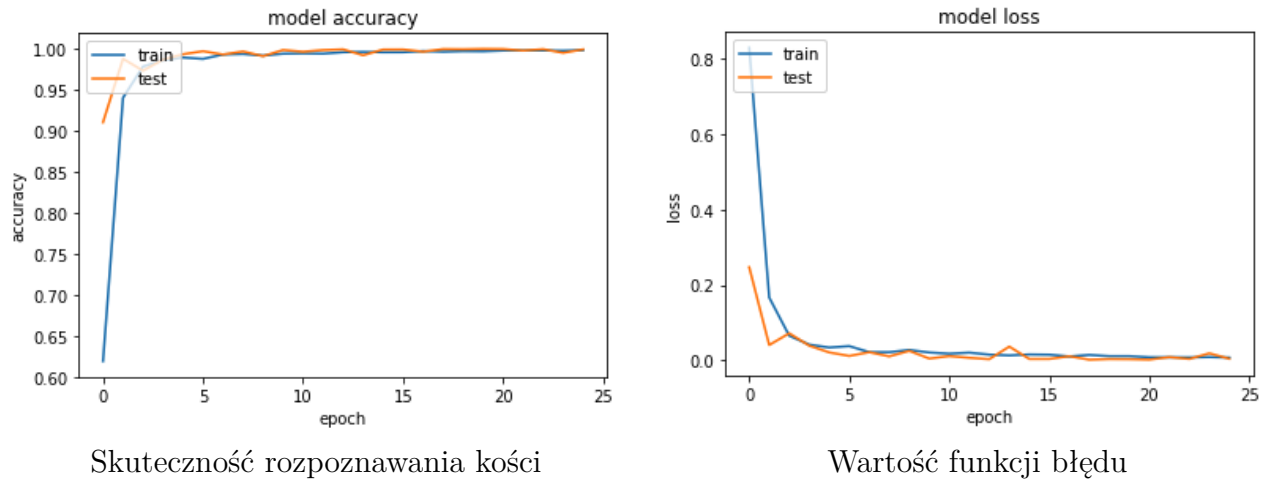 model accuracy
train
test
1.00
0.95
0.90
0.85
0.80
0.75
0.70
0.65
0.60
accuracy
0 5 10 15 20 25
epoch
Skuteczność rozpoznawania kości
model loss
train
test
0.8
0.6
0.4
0.2
0.0
loss
0 5 10 15 20 25
epoch
Wartość funkcji błędu